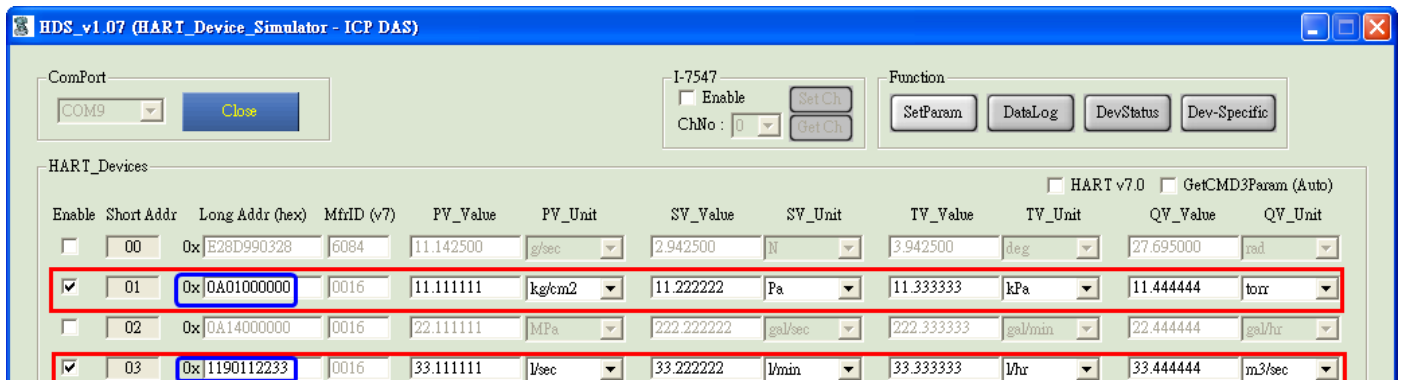 HDS_v1.07 (HART_Device_Simulator - ICP DAS)
ComPort
COM9 Close
I-7547
Enable Set Ch
ChNo : 0 Get Ch
Function
SetParam DataLog DevStatus Dev-Specific
HART_Devices
HART v7.0 GetCMD3Param (Auto)
Enable Short Addr Long Addr (hex) MfrID (v7) PV_Value PV_Unit SV_Value SV_Unit TV_Value TV_Unit QV_Value QV_Unit
00 0x E28D990328 6084 11.142500 g/sec 2.942500 N 3.942500 deg 27.695000 rad
01 0x 0A01000000 0016 11.111111 kg/cm2 11.222222 Pa 11.333333 kPa 11.444444 torr
02 0x 0A14000000 0016 22.111111 MPa 222.222222 gal/sec 222.333333 gal/min 22.444444 gal/hr
03 0x 1190112233 0016 33.111111 l/sec 33.222222 l/min 33.333333 l/hr 33.444444 m3/sec